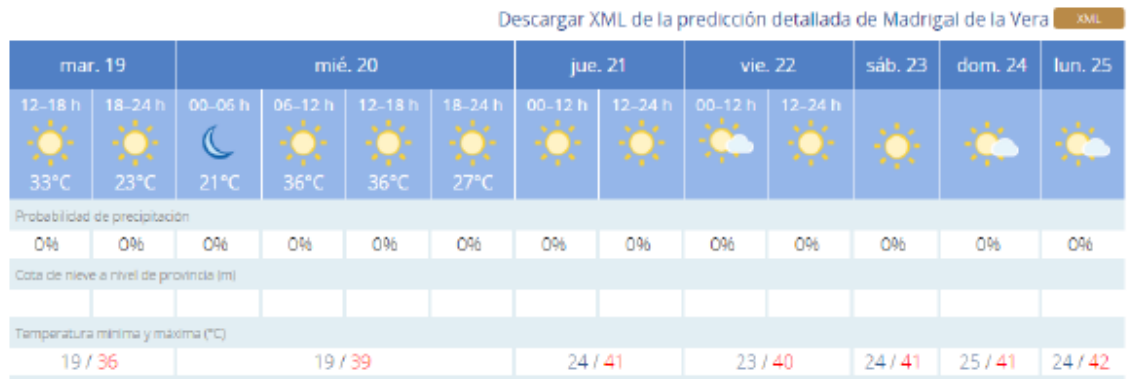 Descargar XML de la predicción detallada de Madrigal de la Vera XML
mar. 19 mié. 20 jue. 21 vie. 22 sáb. 23 dom. 24 lun. 25
12–18 h 18–24 h 00–06 h 06–12 h 12–18 h 18–24 h 00–12 h 12–24 h 00–12 h 12–24 h
33°C 23°C 21°C 36°C 36°C 27°C
Probabilidad de precipitación
0% 0% 0% 0% 0% 0% 0% 0% 0% 0% 0% 0% 0%
Cota de nieve a nivel de provincia (m)
Temperatura mínima y máxima (°C)
19 / 36 19 / 39 24 / 41 23 / 40 24 / 41 25 / 41 24 / 42